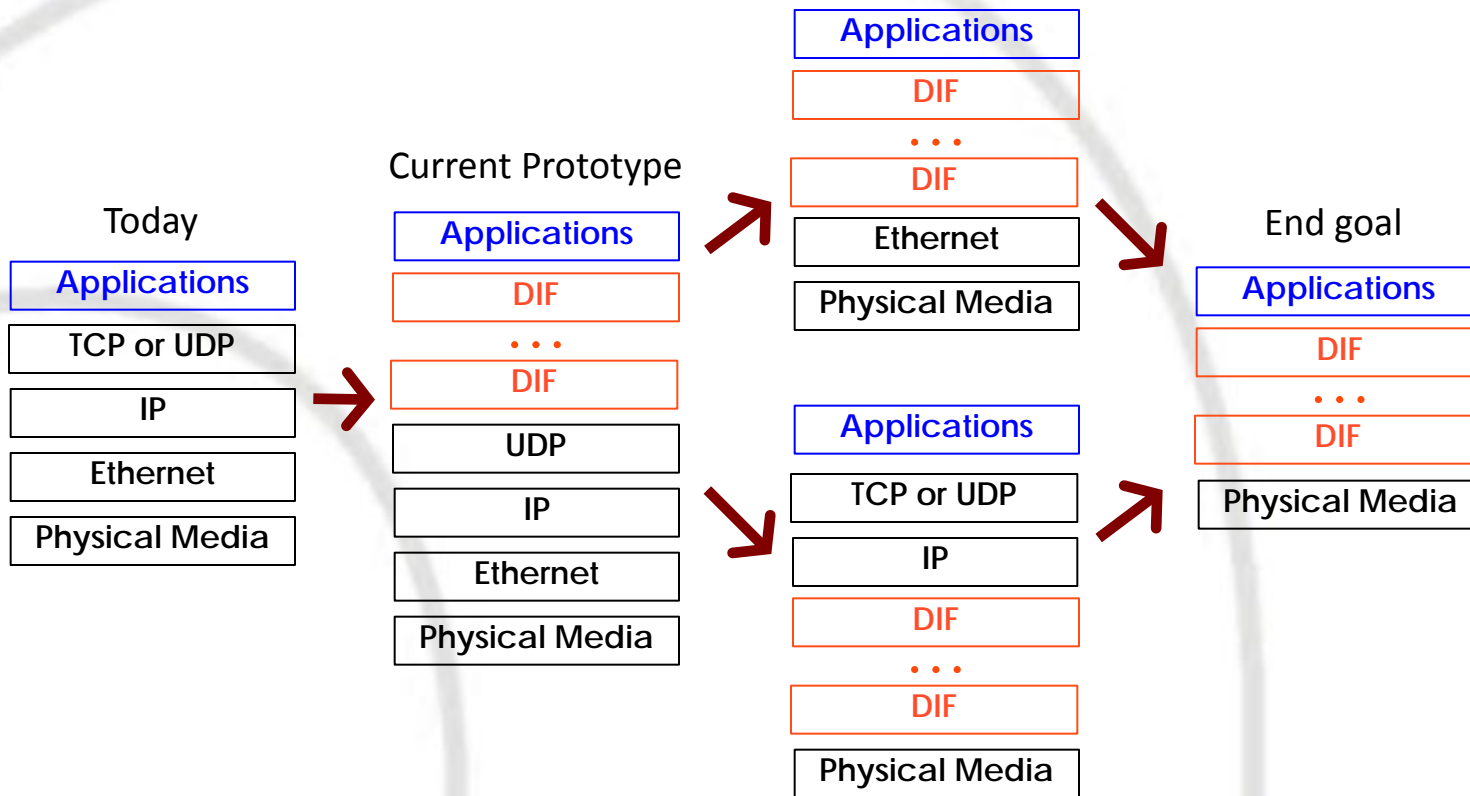 Today
Applications
TCP or UDP
IP
Ethernet
Physical Media
Current Prototype
Applications
DIF
...
DIF
UDP
IP
Ethernet
Physical Media
Applications
DIF
...
DIF
Ethernet
Physical Media
Applications
TCP or UDP
IP
DIF
...
DIF
Physical Media
End goal
Applications
DIF
...
DIF
Physical Media